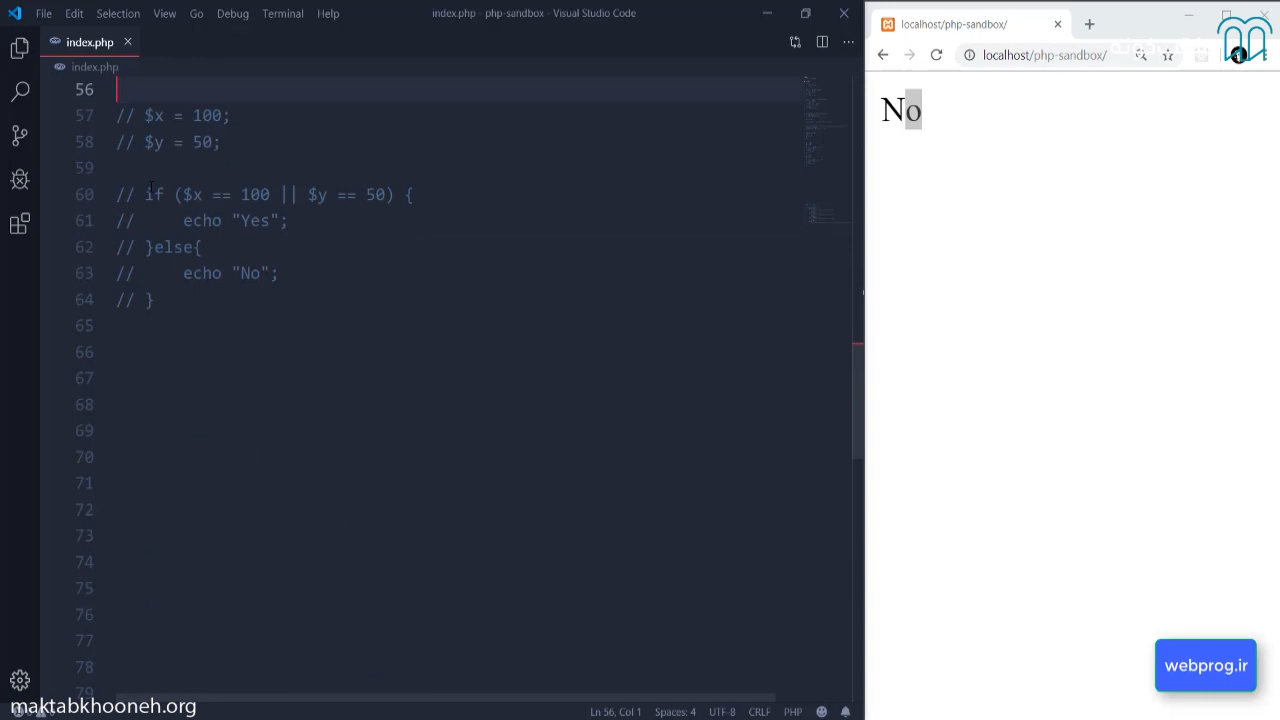 File Edit Selection View Go Debug Terminal Help
index.php - php-sandbox - Visual Studio Code
index.php
index.php
56
57 // $x = 100;
58 // $y = 50;
59
60 // if ($x == 100 || $y == 50) {
61 //     echo "Yes";
62 // }else{
63 //     echo "No";
64 // }
65
66
67
68
69
70
71
72
73
74
75
76
77
78
79
Ln 56, Col 1 Spaces: 4 UTF-8 CRLF PHP
maktabkhooneh.org
localhost/php-sandbox/
localhost/php-sandbox/
No
webprog.ir